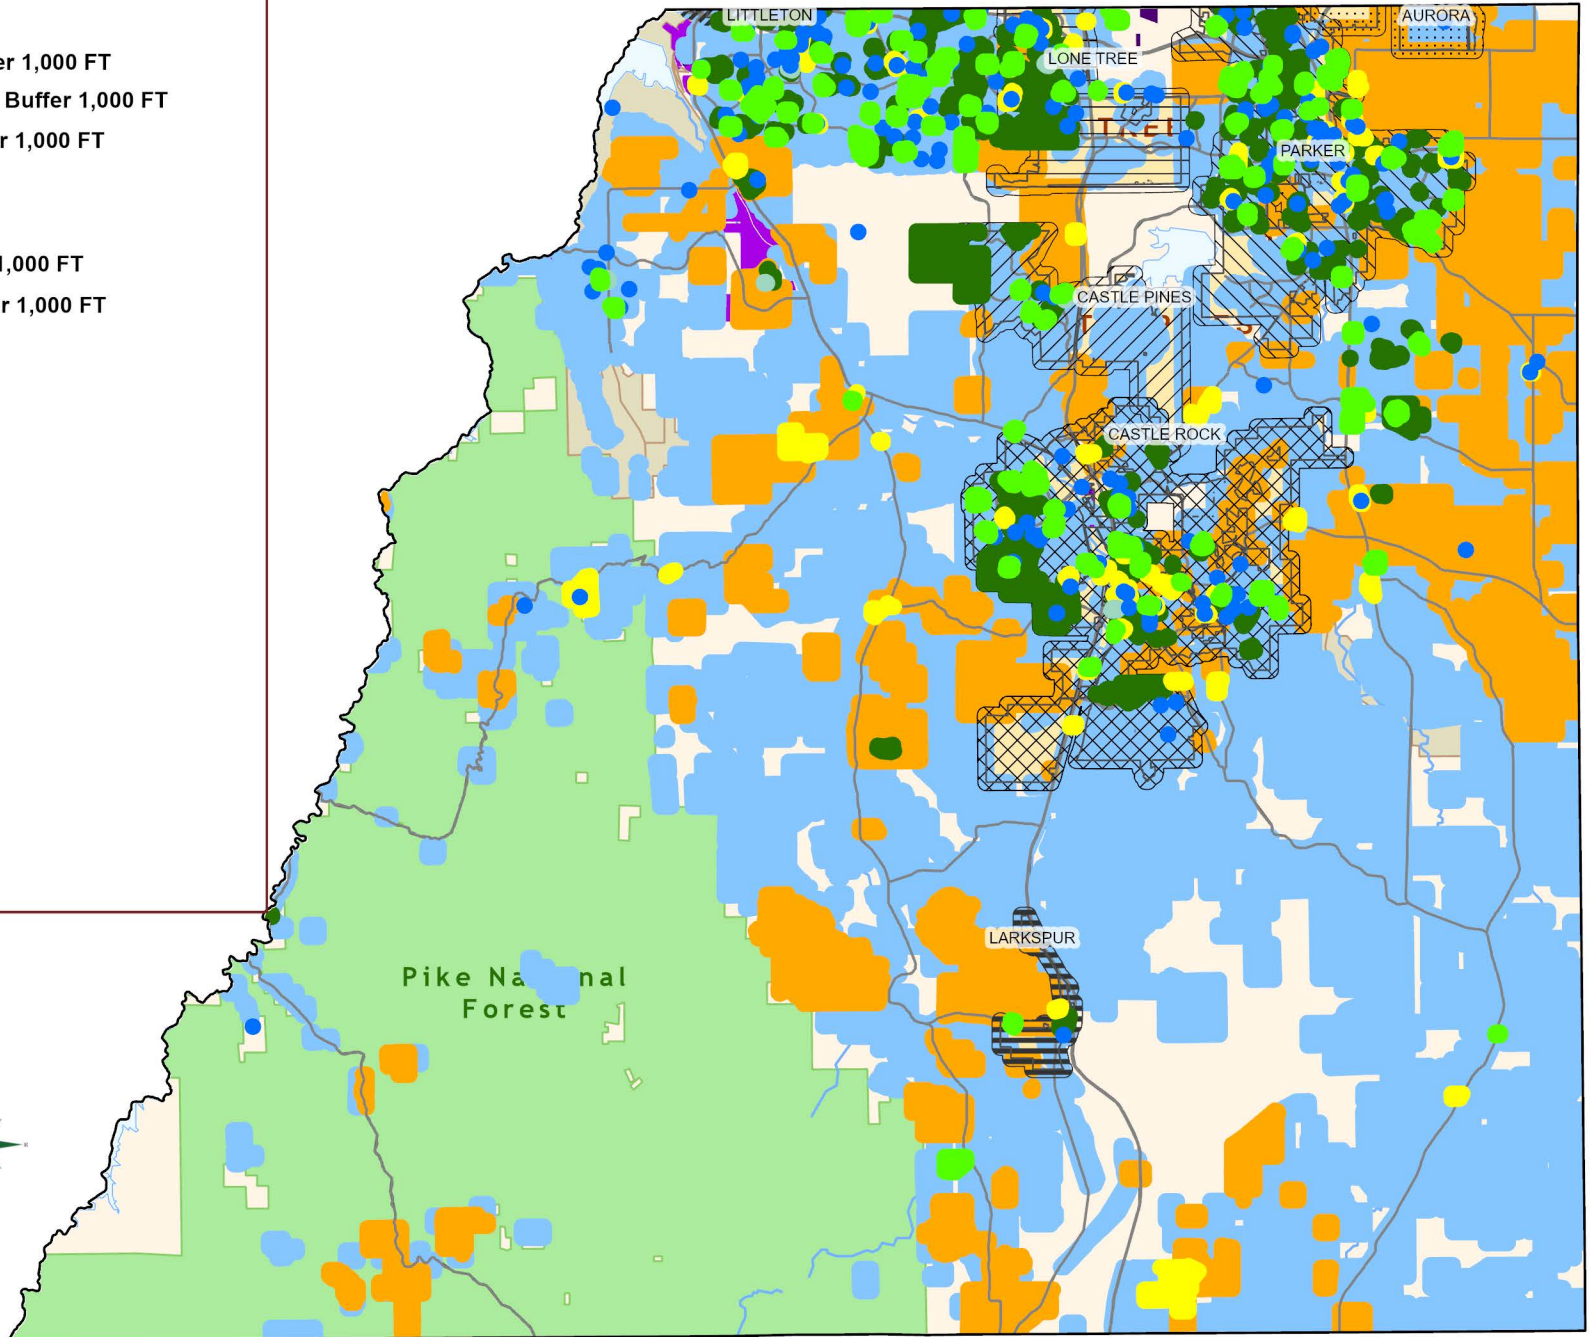 LITTLETON
AURORA
LONE TREE
er 1,000 FT
Buffer 1,000 FT
r 1,000 FT
PARKER
1,000 FT
CASTLE PINES
r 1,000 FT
CASTLE ROCK
LARKSPUR
Pike Na nal
Forest